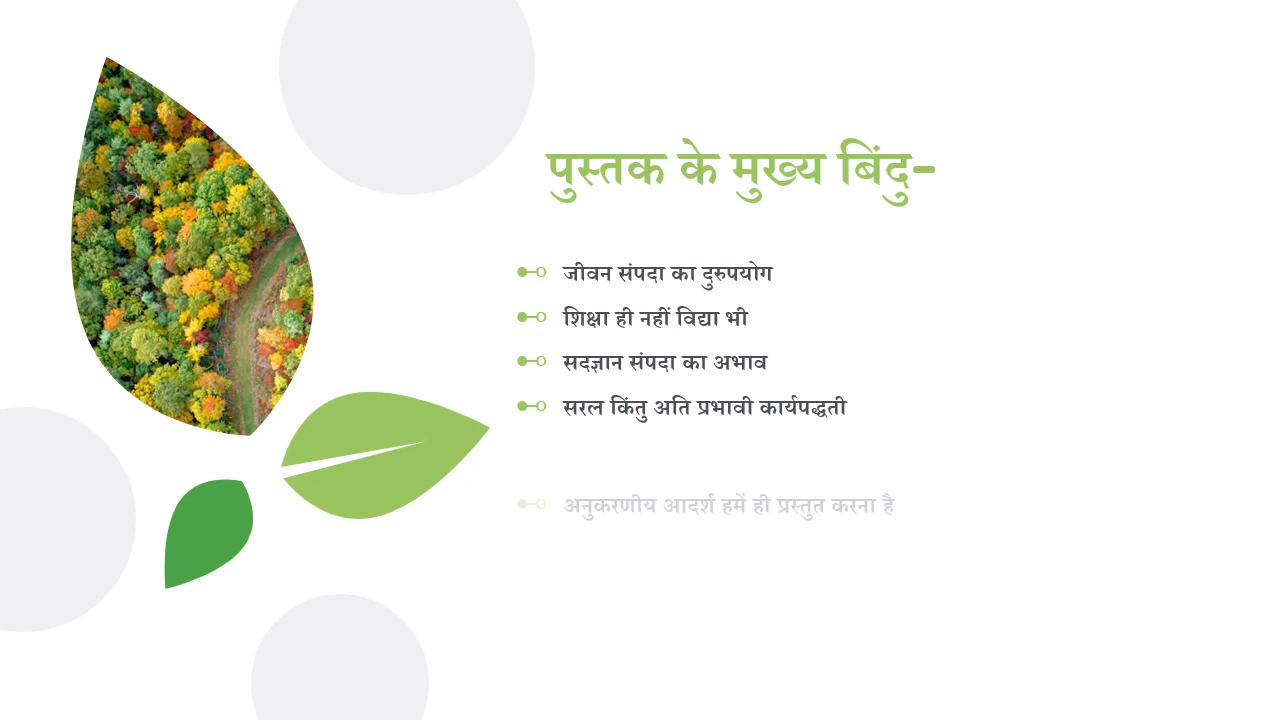 पुस्तक के मुख्य बिंदु-
जीवन संपदा का दुरुपयोग
शिक्षा ही नहीं विद्या भी
सदज्ञान संपदा का अभाव
सरल किंतु अति प्रभावी कार्यपद्धती
अनुकरणीय आदर्श हमें ही प्रस्तुत करना है